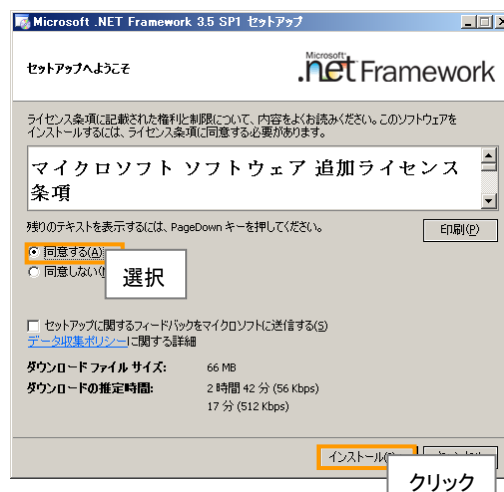 Microsoft .NET Framework 3.5 SP1 セットアップ
セットアップへようこそ
Microsoft .net Framework
ライセンス条項に記載された権利と制限について、内容をよくお読みください。このソフトウェアを
インストールするには、ライセンス条項に同意する必要があります。
マイクロソフト ソフトウェア 追加ライセンス
条項
残りのテキストを表示するには、PageDown キーを押してください。
印刷(P)
同意する(A)
同意しない
選択
セットアップに関するフィードバックをマイクロソフトに送信する(S)
データ収集ポリシーに関する詳細
ダウンロード ファイル サイズ: 66 MB
ダウンロードの推定時間: 2 時間 42 分 (56 Kbps)
17 分 (512 Kbps)
インストール
クリック